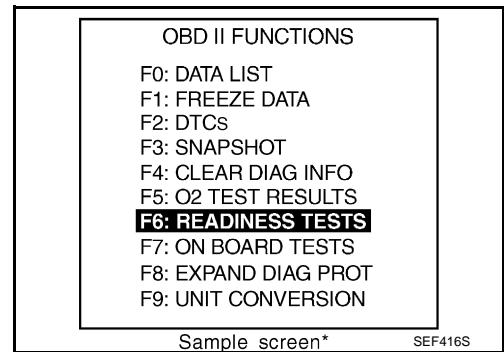 OBD II FUNCTIONS
F0: DATA LIST
F1: FREEZE DATA
F2: DTCs
F3: SNAPSHOT
F4: CLEAR DIAG INFO
F5: O2 TEST RESULTS
F6: READINESS TESTS
F7: ON BOARD TESTS
F8: EXPAND DIAG PROT
F9: UNIT CONVERSION
Sample screen* SEF416S